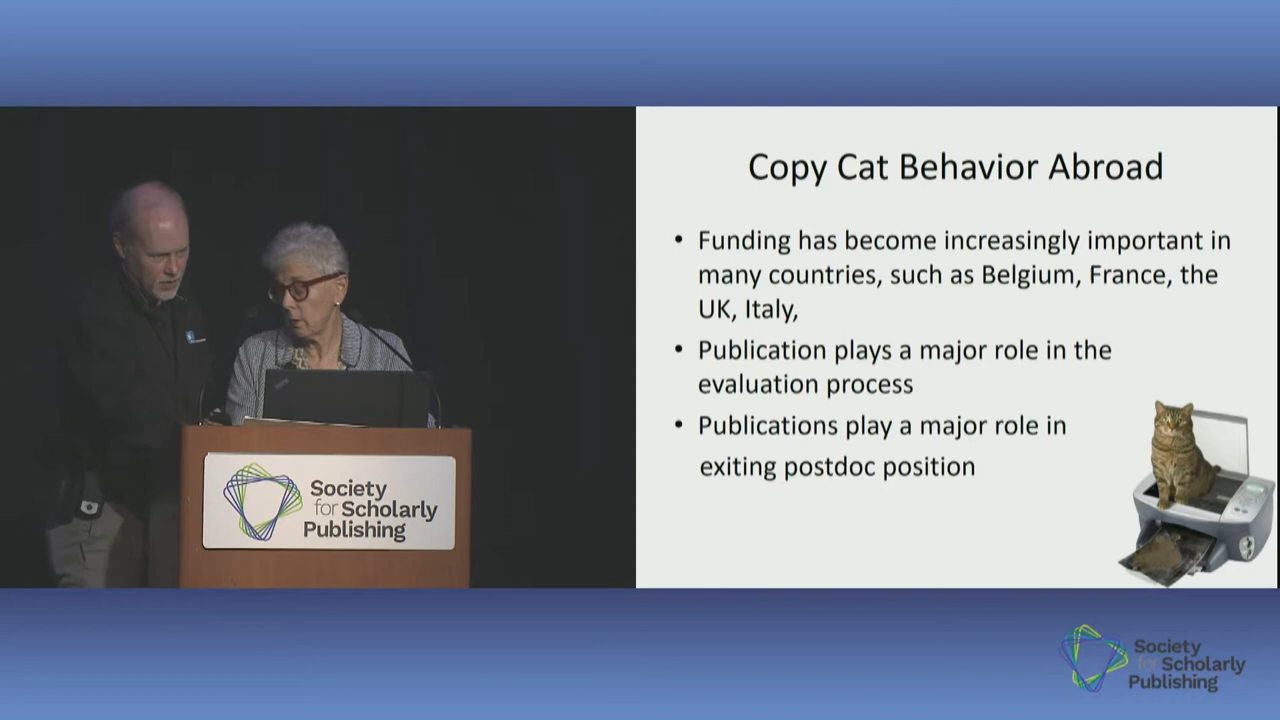 Copy Cat Behavior Abroad
• Funding has become increasingly important in
many countries, such as Belgium, France, the
UK, Italy,
• Publication plays a major role in the
evaluation process
• Publications play a major role in
exiting postdoc position
Society
for Scholarly
Publishing
Society
for Scholarly
Publishing